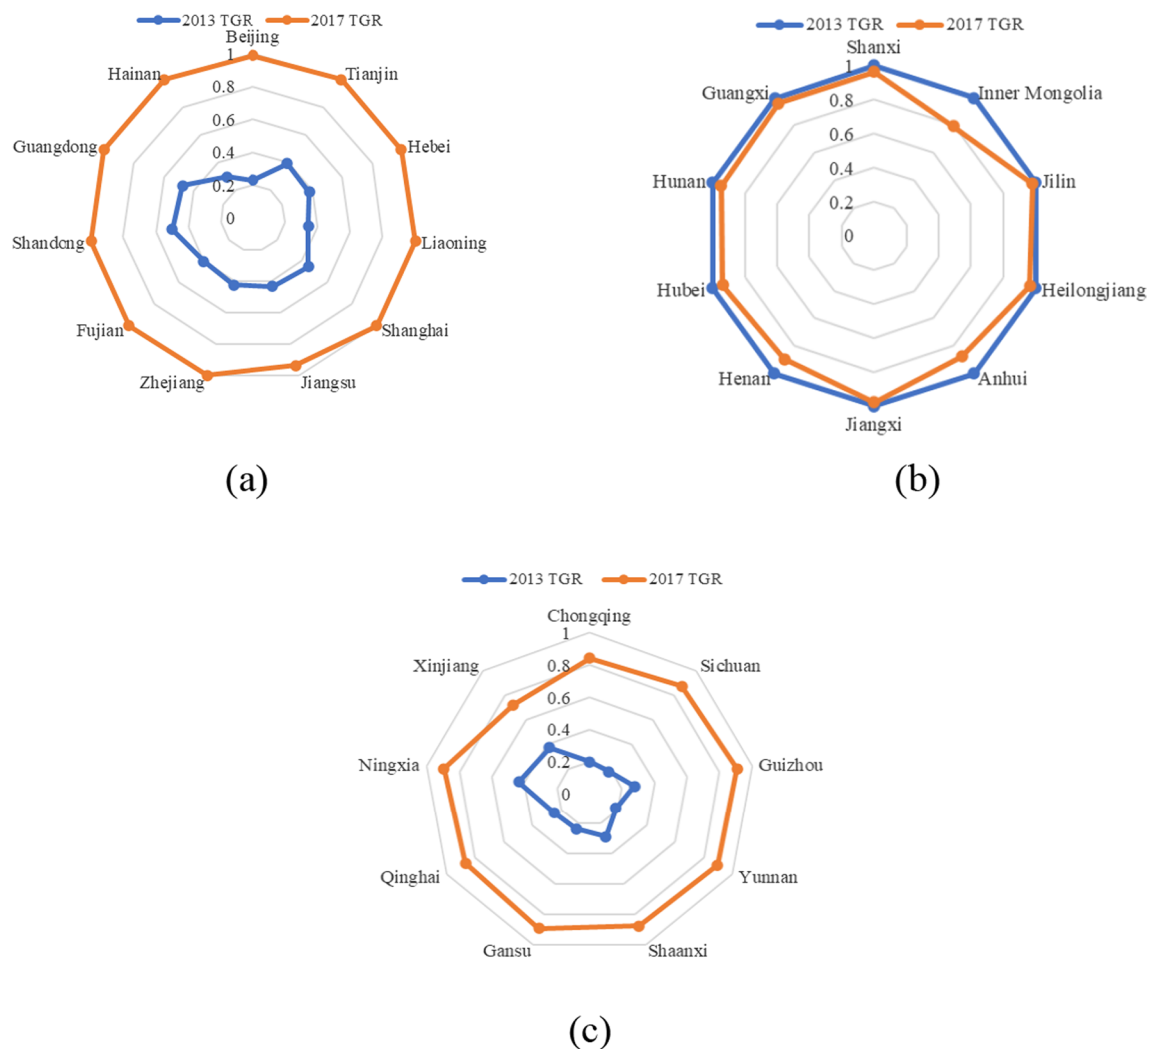 2013 TGR 2017 TGR
Beijing
1
Hainan Tianjin
0.8
0.6
Guangdong Hebei
0.4
0.2
0
Shandong Liaoning
Fujian Shanghai
Zhejiang Jiangsu
(a)
2013 TGR 2017 TGR
Shanxi
1
Guangxi Inner Mongolia
0.8
0.6
0.4
Hunan Jilin
0.2
0
Hubei Heilongjiang
Henan Anhui
Jiangxi
(b)
2013 TGR 2017 TGR
Chongqing
1
Xinjiang Sichuan
0.8
0.6
0.4
Ningxia Guizhou
0.2
0
Qinghai Yunnan
Gansu Shaanxi
(c)